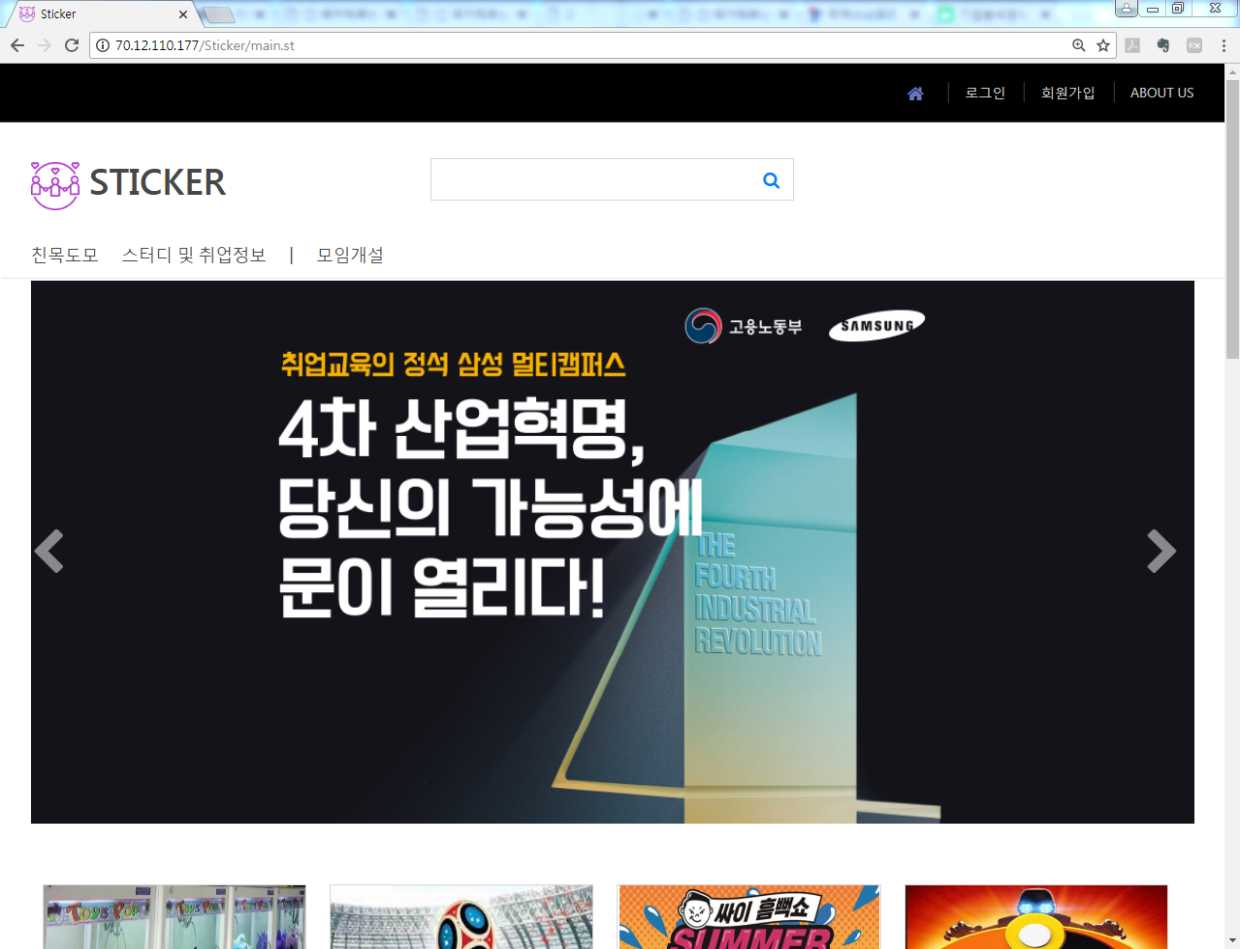 Sticker
70.12.110.177/Sticker/main.st
로그인
회원가입
ABOUT US
STICKER
친목도모
스터디 및 취업정보
|
모임개설
고용노동부
SAMSUNG
취업교육의 정석 삼성 멀티캠퍼스
4차 산업혁명,
당신의 가능성에
문이 열리다!
THE
FOURTH
INDUSTRIAL
REVOLUTION
TOYS POP
TOYS POP
싸이 흠뻑쇼
SUMMER